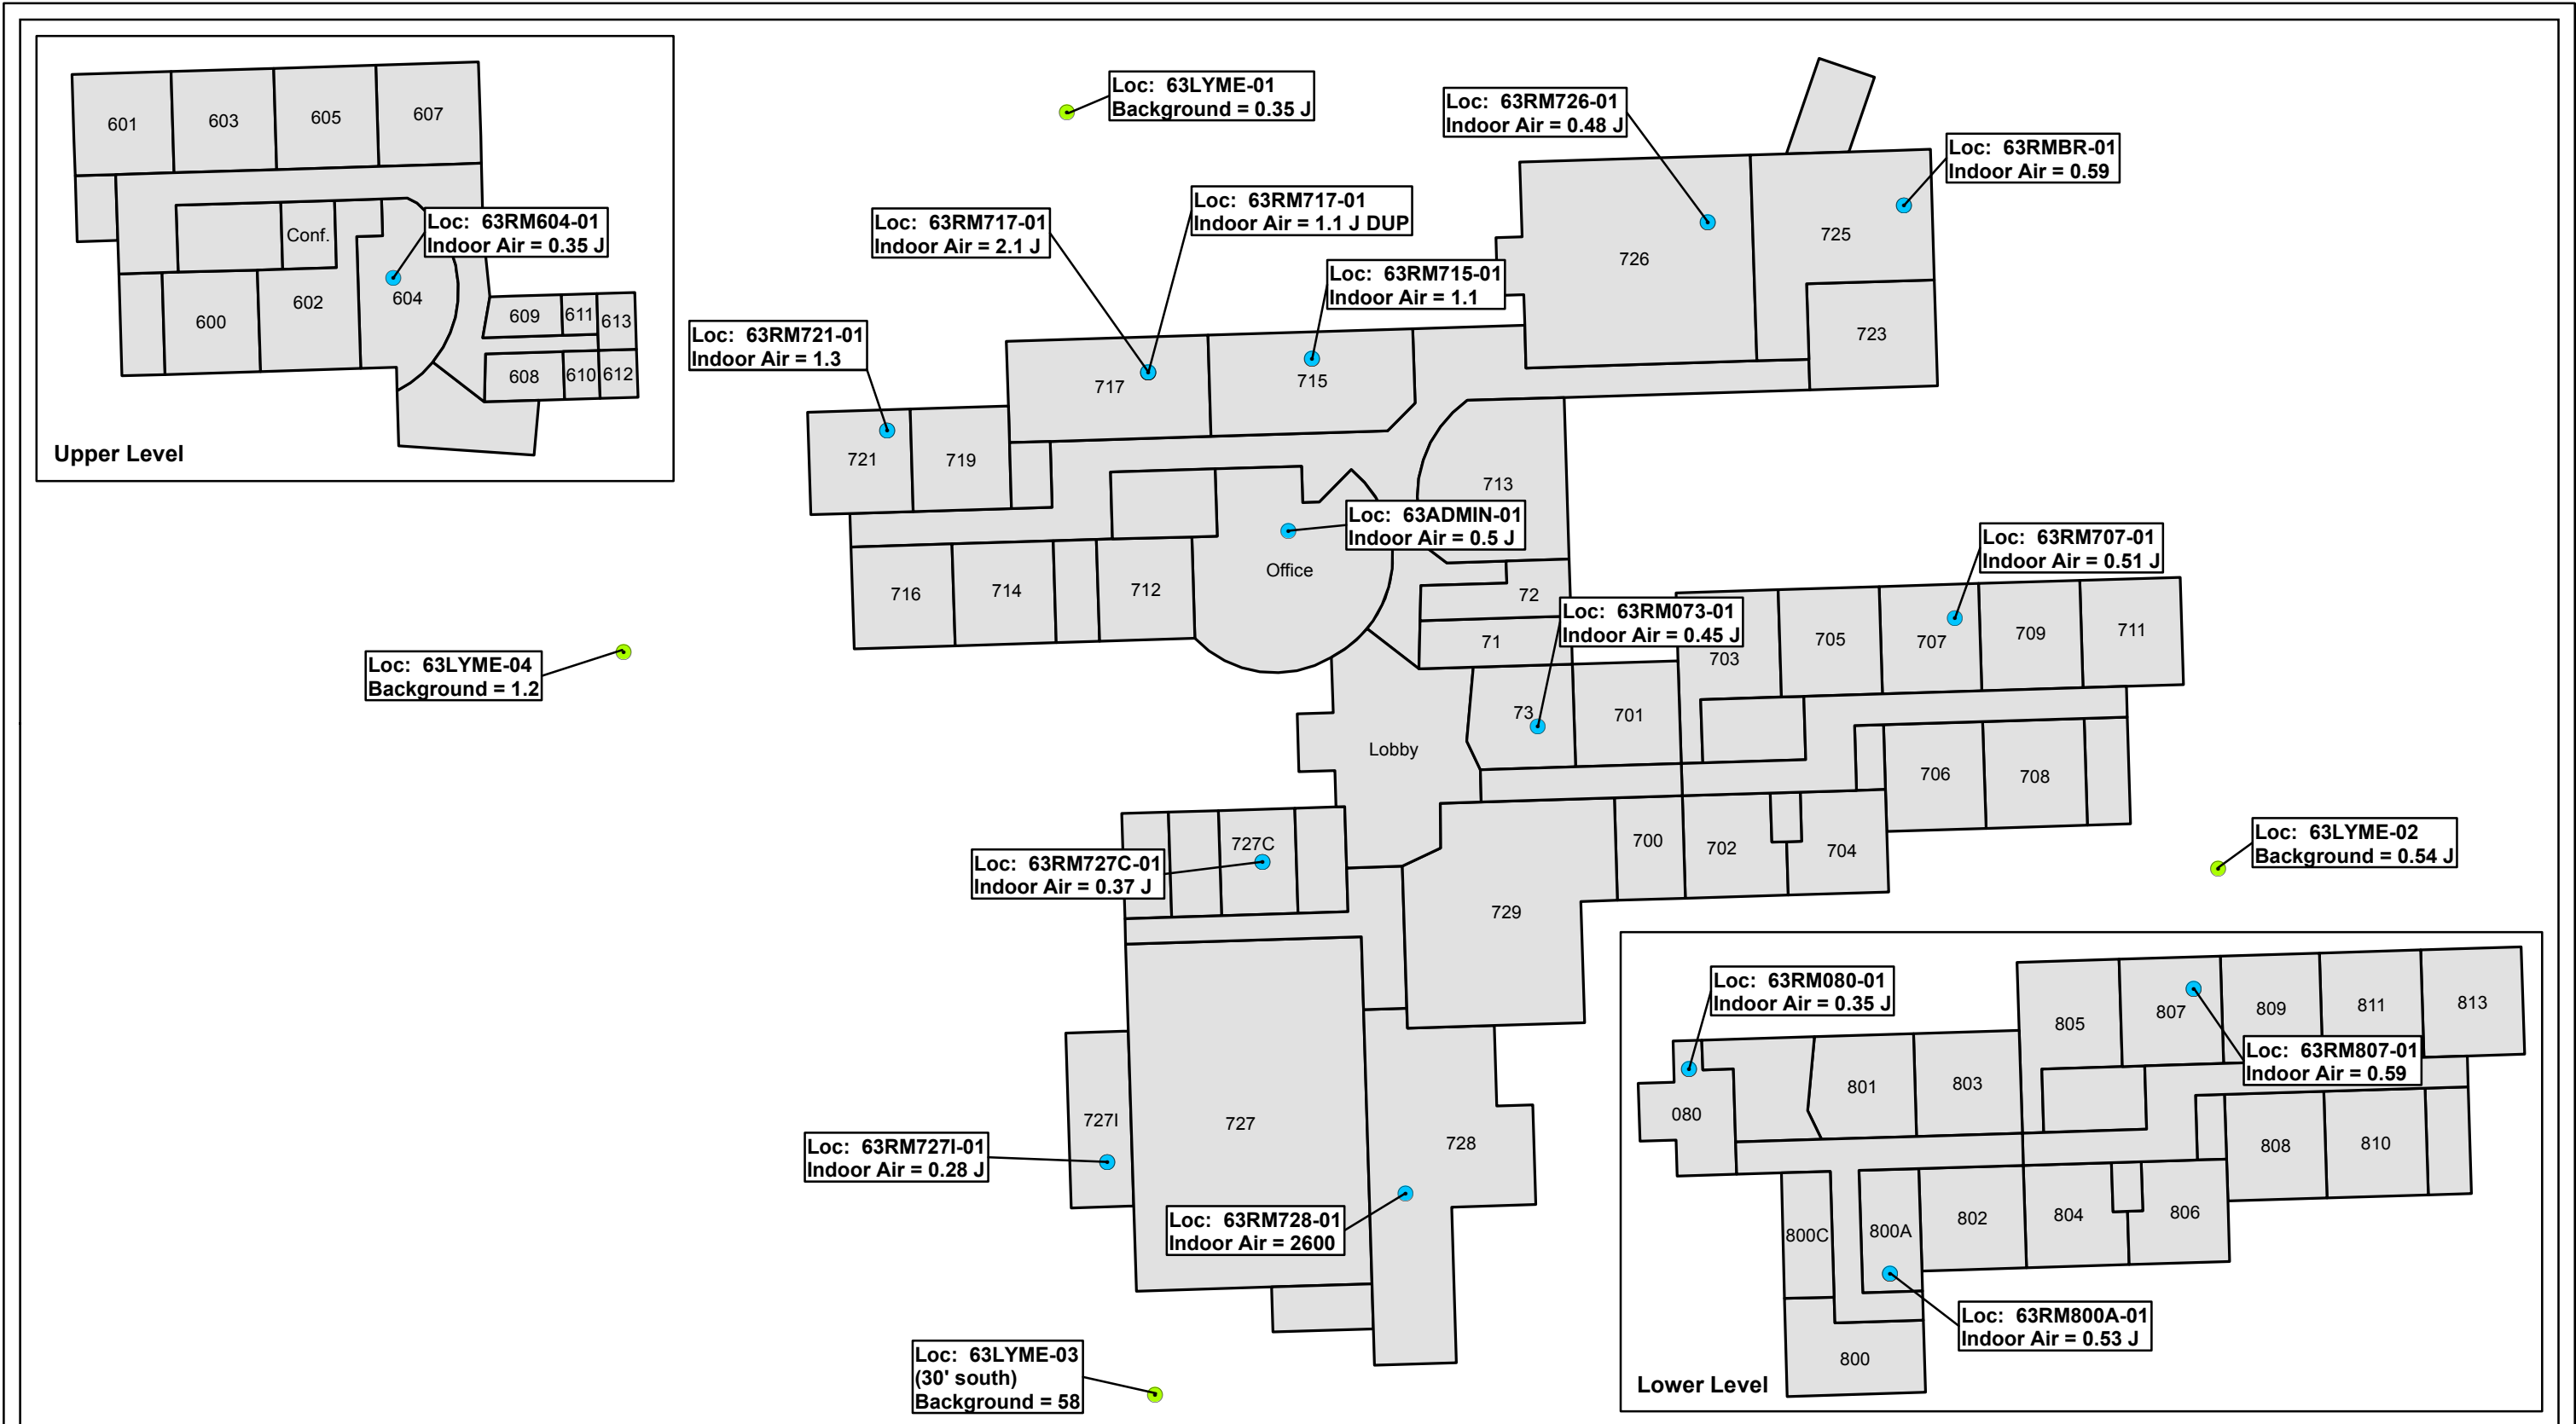 601
603
605
607
Conf.
Loc: 63RM604-01
Indoor Air = 0.35 J
600
602
604
609
611
613
608
610
612
Upper Level
Loc: 63LYME-01
Background = 0.35 J
Loc: 63RM726-01
Indoor Air = 0.48 J
Loc: 63RMBR-01
Indoor Air = 0.59
Loc: 63RM717-01
Indoor Air = 2.1 J
Loc: 63RM717-01
Indoor Air = 1.1 J DUP
Loc: 63RM715-01
Indoor Air = 1.1
726
725
723
Loc: 63RM721-01
Indoor Air = 1.3
717
715
721
719
713
Loc: 63ADMIN-01
Indoor Air = 0.5 J
Office
716
714
712
72
71
Loc: 63RM073-01
Indoor Air = 0.45 J
Loc: 63RM707-01
Indoor Air = 0.51 J
703
705
707
709
711
Loc: 63LYME-04
Background = 1.2
73
701
Lobby
706
708
700
702
704
Loc: 63LYME-02
Background = 0.54 J
727C
Loc: 63RM727C-01
Indoor Air = 0.37 J
729
727I
727
728
Loc: 63RM727I-01
Indoor Air = 0.28 J
Loc: 63RM728-01
Indoor Air = 2600
Loc: 63LYME-03
(30' south)
Background = 58
Loc: 63RM080-01
Indoor Air = 0.35 J
805
807
809
811
813
Loc: 63RM807-01
Indoor Air = 0.59
080
801
803
808
810
800C
800A
802
804
806
Loc: 63RM800A-01
Indoor Air = 0.53 J
800
Lower Level